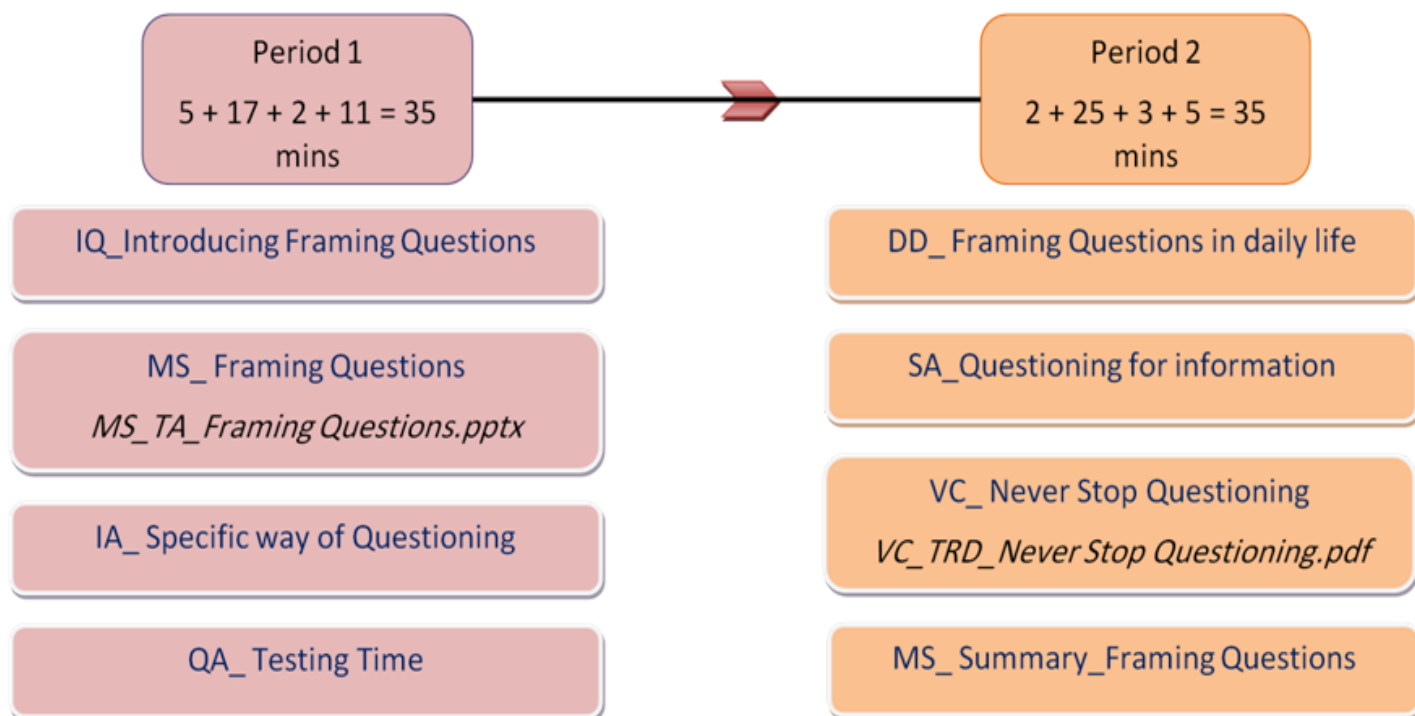 Period 1
5 + 17 + 2 + 11 = 35
mins
IQ_Introducing Framing Questions
MS_ Framing Questions
MS_TA_Framing Questions.pptx
IA_ Specific way of Questioning
QA_ Testing Time
Period 2
2 + 25 + 3 + 5 = 35
mins
DD_ Framing Questions in daily life
SA_Questioning for information
VC_ Never Stop Questioning
VC_TRD_Never Stop Questioning.pdf
MS_ Summary_Framing Questions